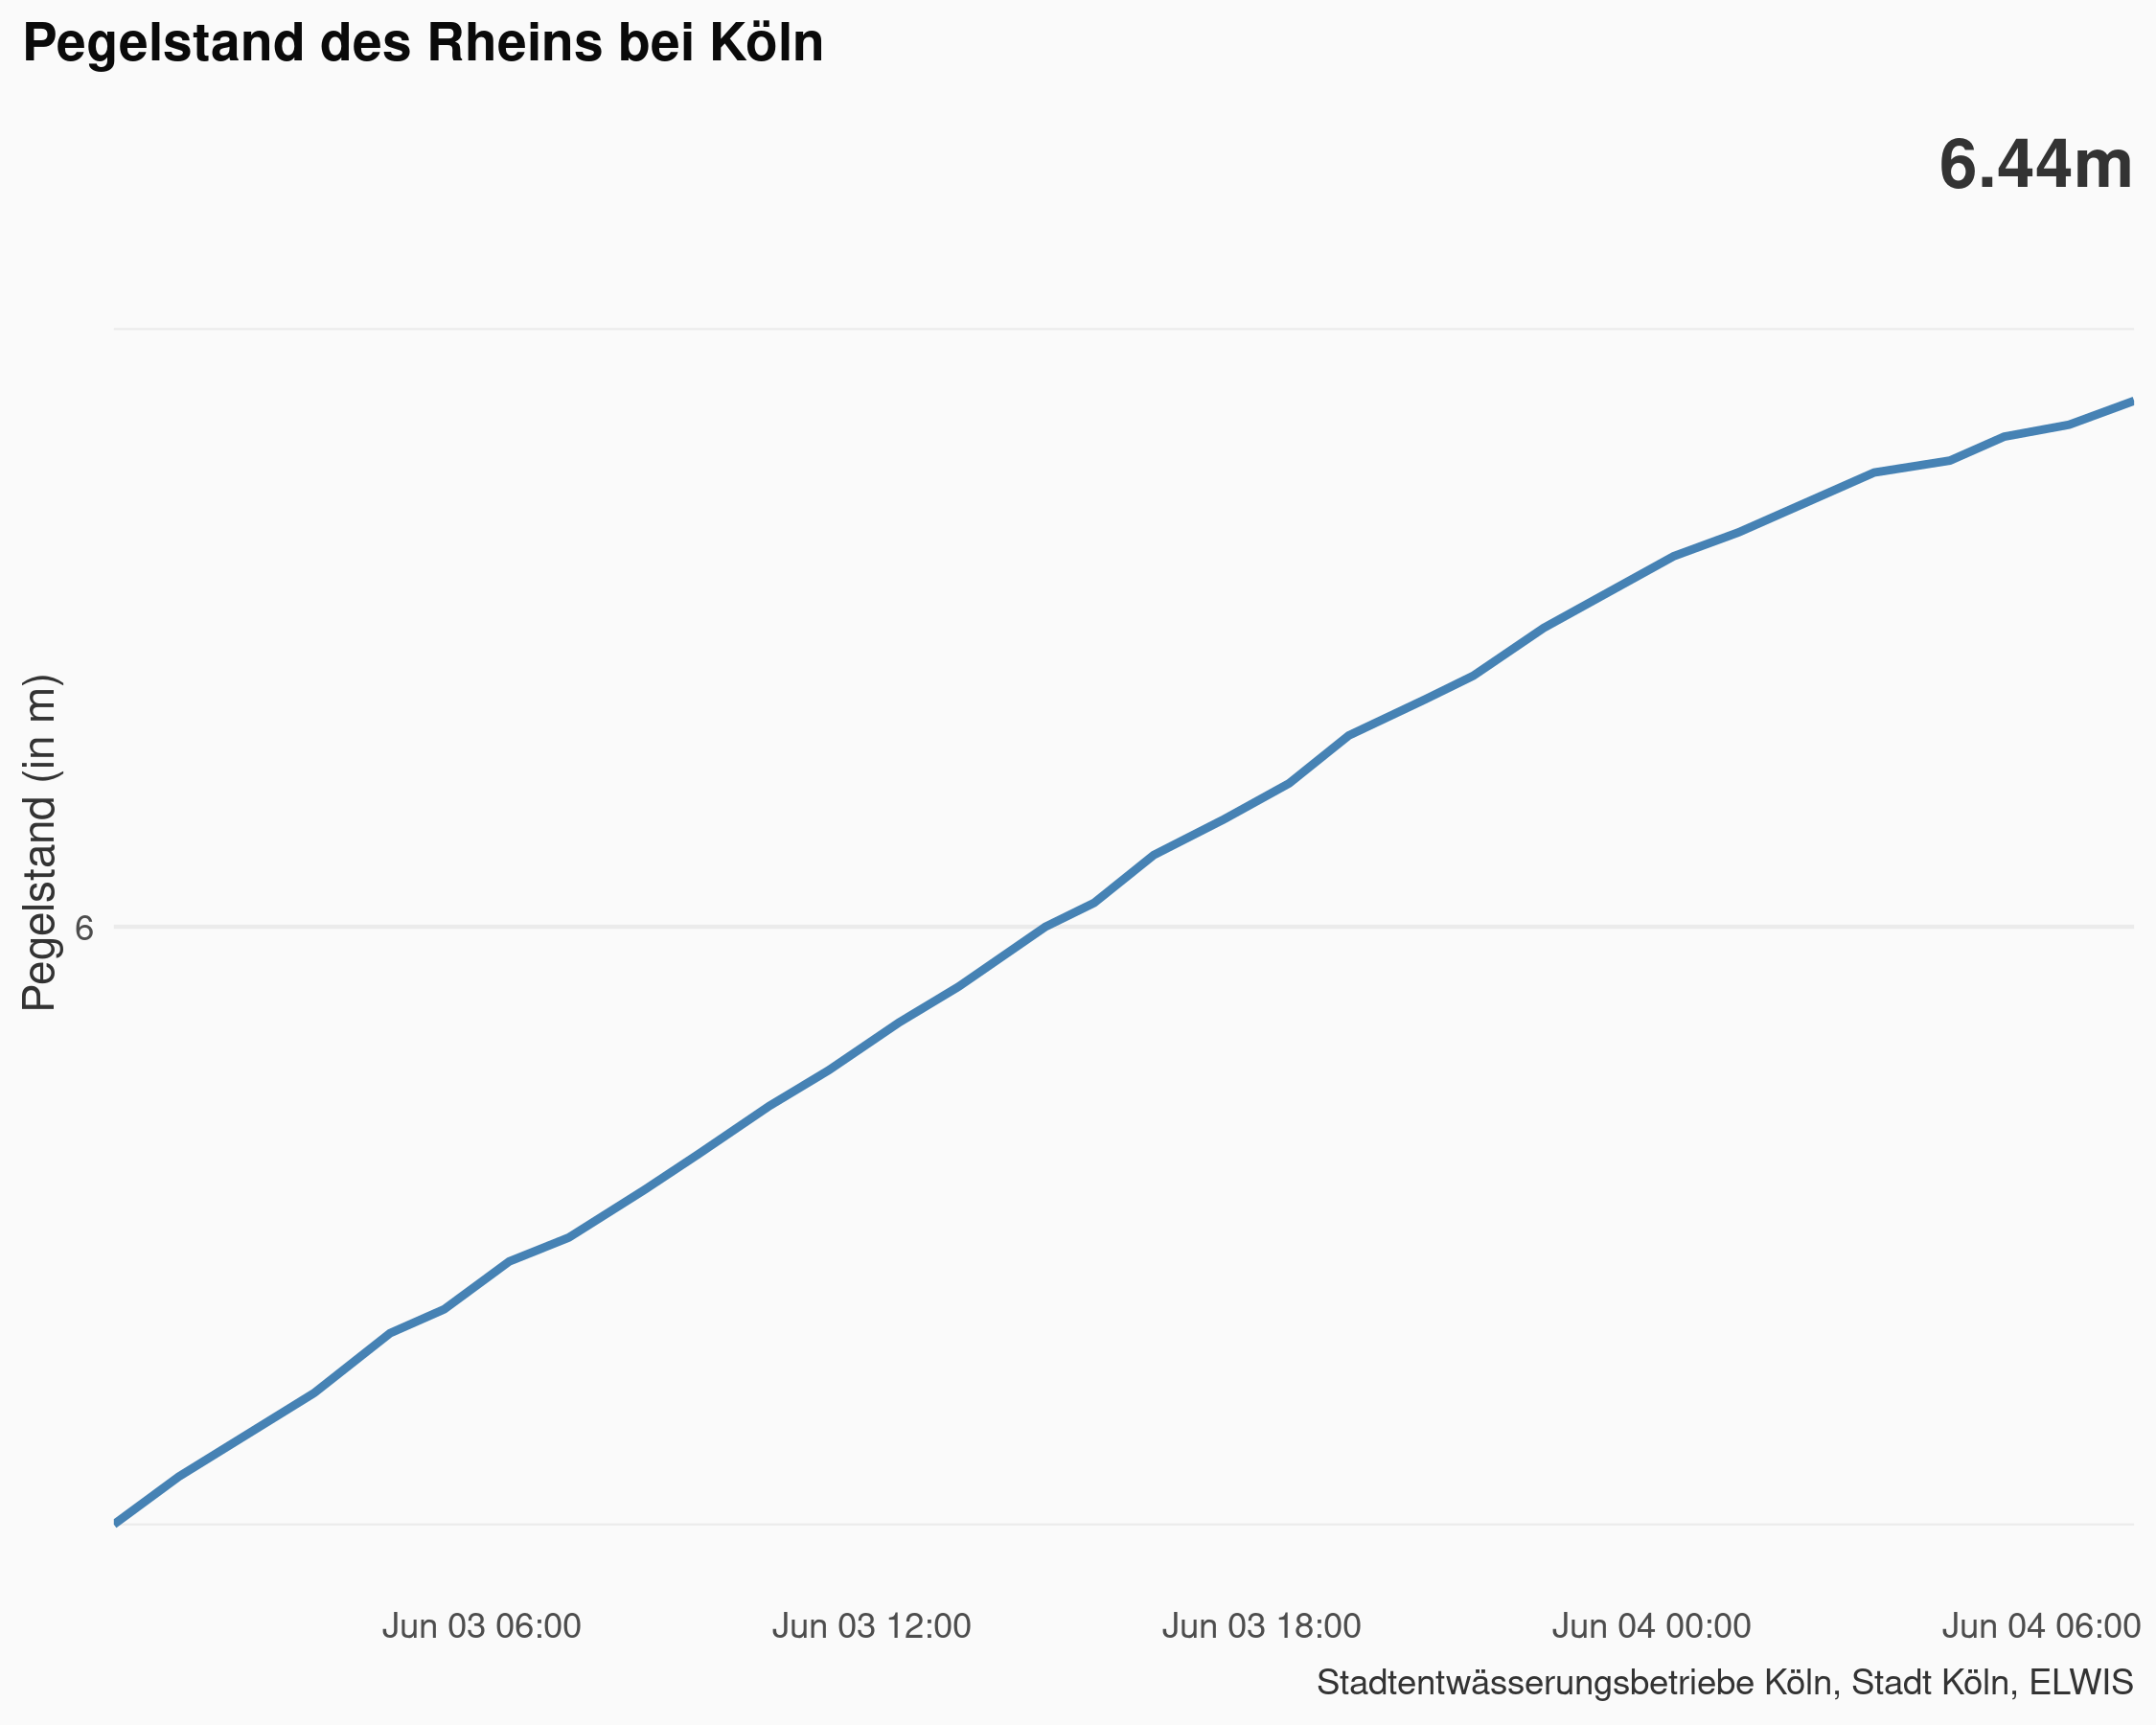 Pegelstand des Rheins bei Köln
6.44m
Pegelstand (in m)
6
Jun 03 06:00
Jun 03 12:00
Jun 03 18:00
Jun 04 00:00
Jun 04 06:00
Stadtentwässerungsbetriebe Köln, Stadt Köln, ELWIS